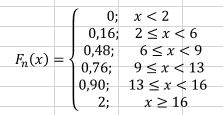 0; x < 2
0,16; 2 ≤ x < 6
0,48; 6 ≤ x < 9
Fₙ(x) =
0,76; 9 ≤ x < 13
0,90; 13 ≤ x < 16
2; x ≥ 16